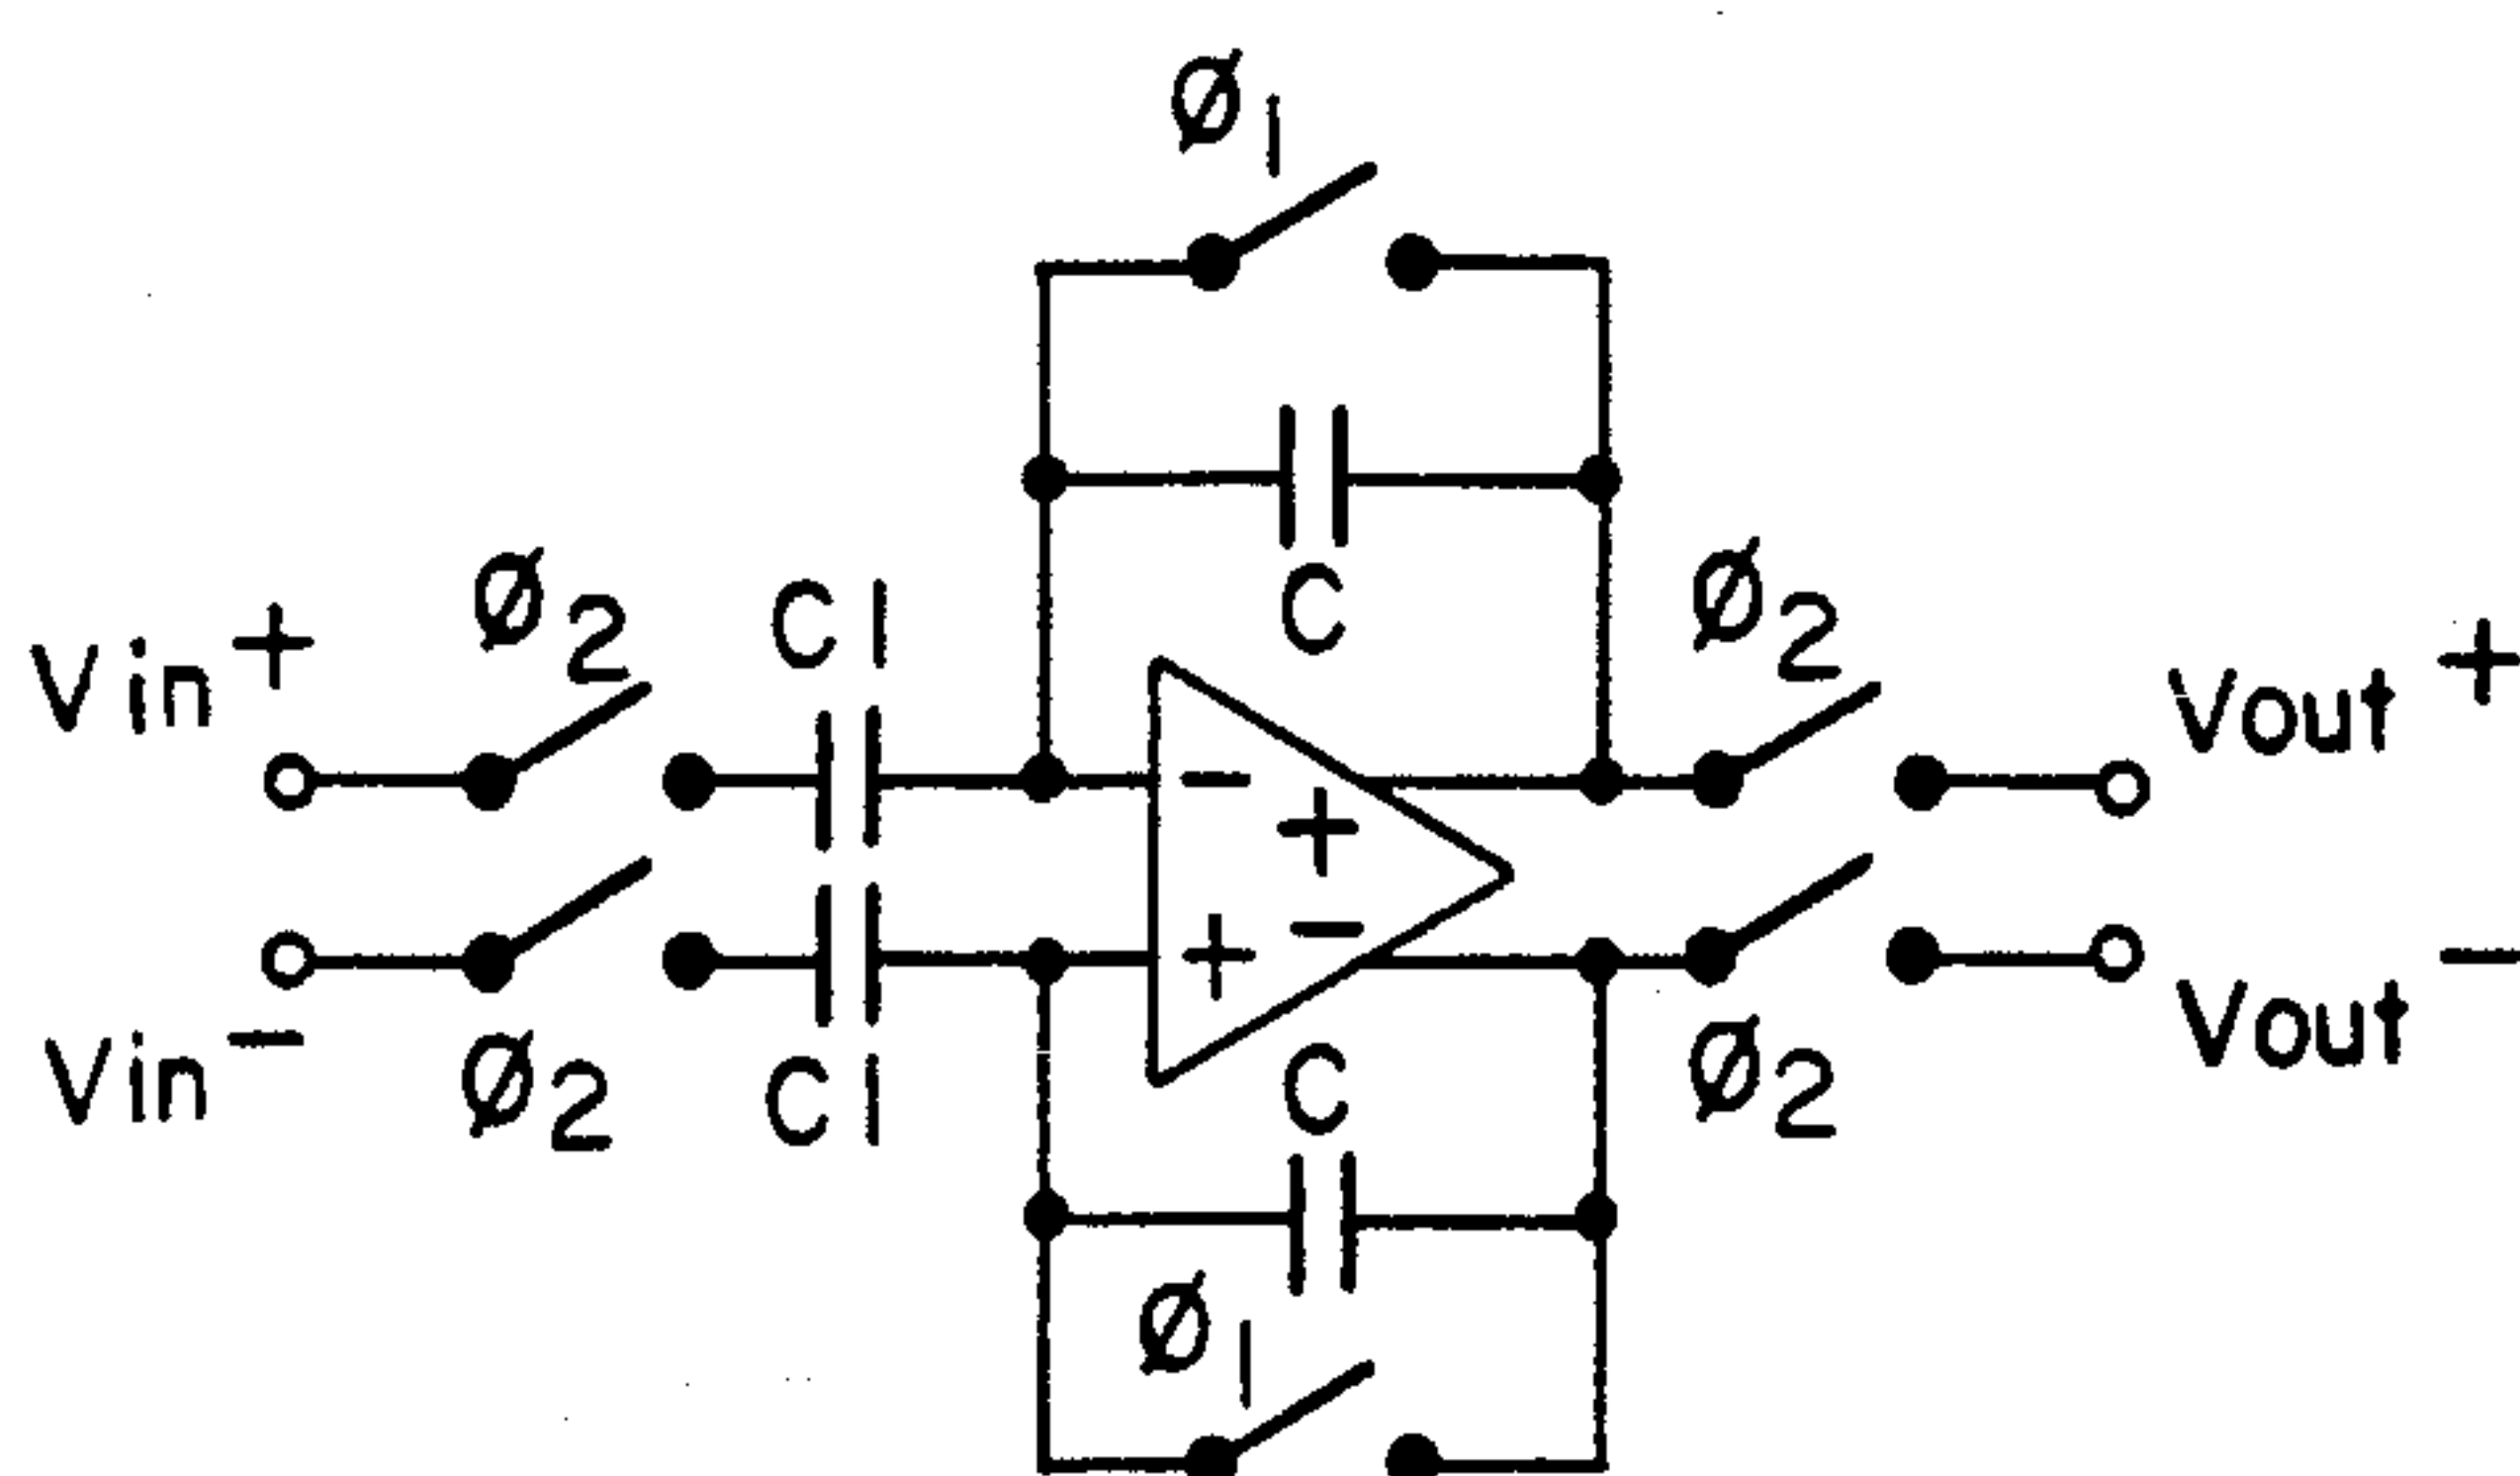 Ø1
C
Ø2 C1 Ø2
Vin+ Vout+
-
+
+
-
Vin- Vout-
Ø2 C1 C Ø2
Ø1